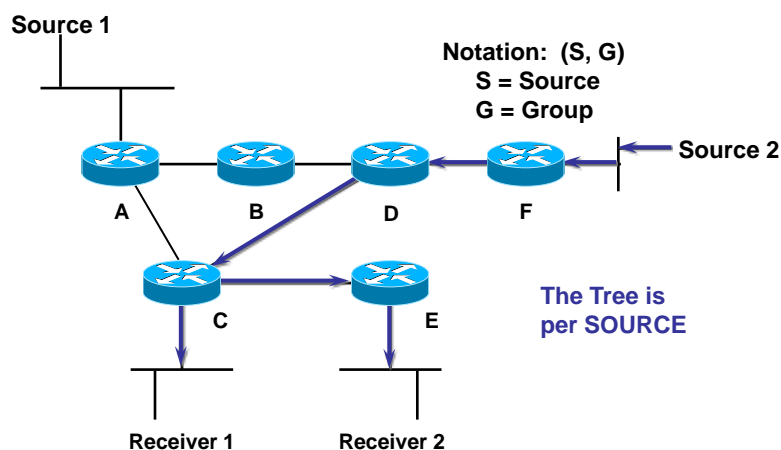 Source 1
Notation: (S, G)
S = Source
G = Group
Source 2
A
B
D
F
C
E
The Tree is
per SOURCE
Receiver 1
Receiver 2